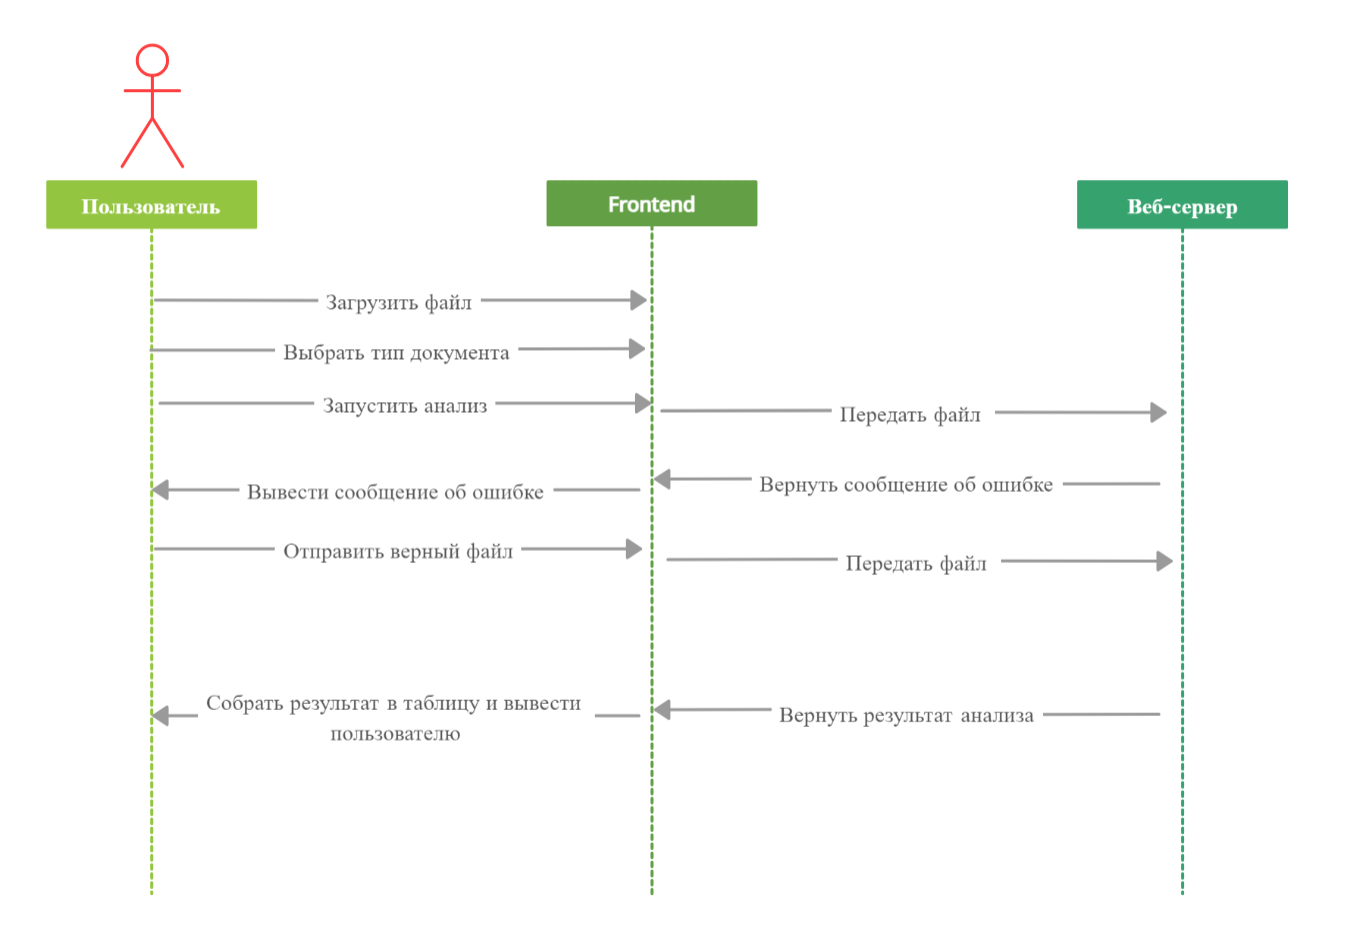 Пользователь
Frontend
Веб-сервер
Загрузить файл
Выбрать тип документа
Запустить анализ
Передать файл
Вернуть сообщение об ошибке
Вывести сообщение об ошибке
Отправить верный файл
Передать файл
Собрать результат в таблицу и вывести
пользователю
Вернуть результат анализа